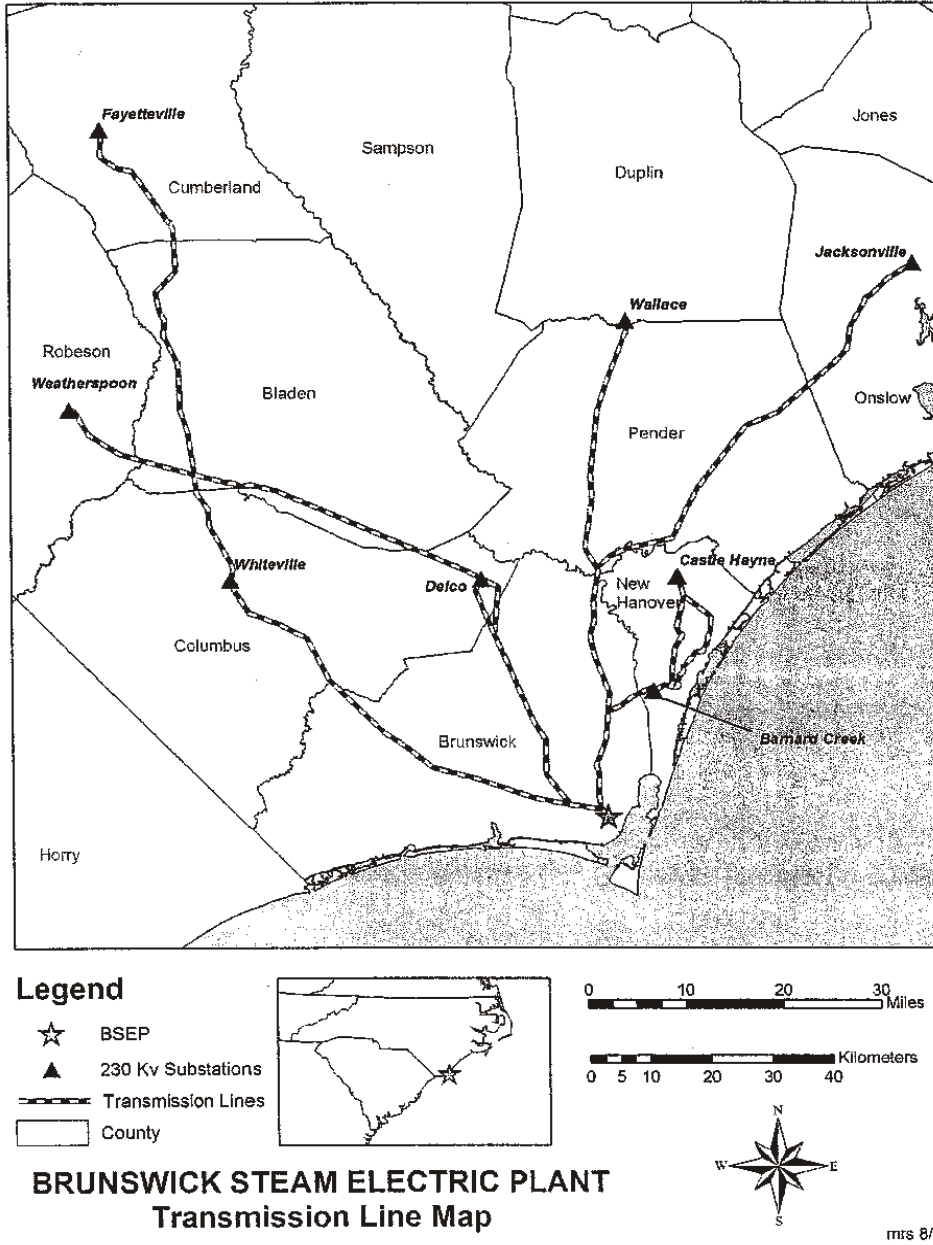 Fayetteville
Cumberland
Sampson
Duplin
Jones
Jacksonville
Wallace
Robeson
Weatherspoon
Bladen
Onslow
Pender
Whiteville
Delco
Castle Hayne
New
Hanover
Columbus
Brunswick
Barnard Creek
Horry
Legend
BSEP
230 Kv Substations
Transmission Lines
County
0 10 20 30
Miles
Kilometers
0 5 10 20 30 40
N
W E
S
BRUNSWICK STEAM ELECTRIC PLANT
Transmission Line Map
mrs 8/